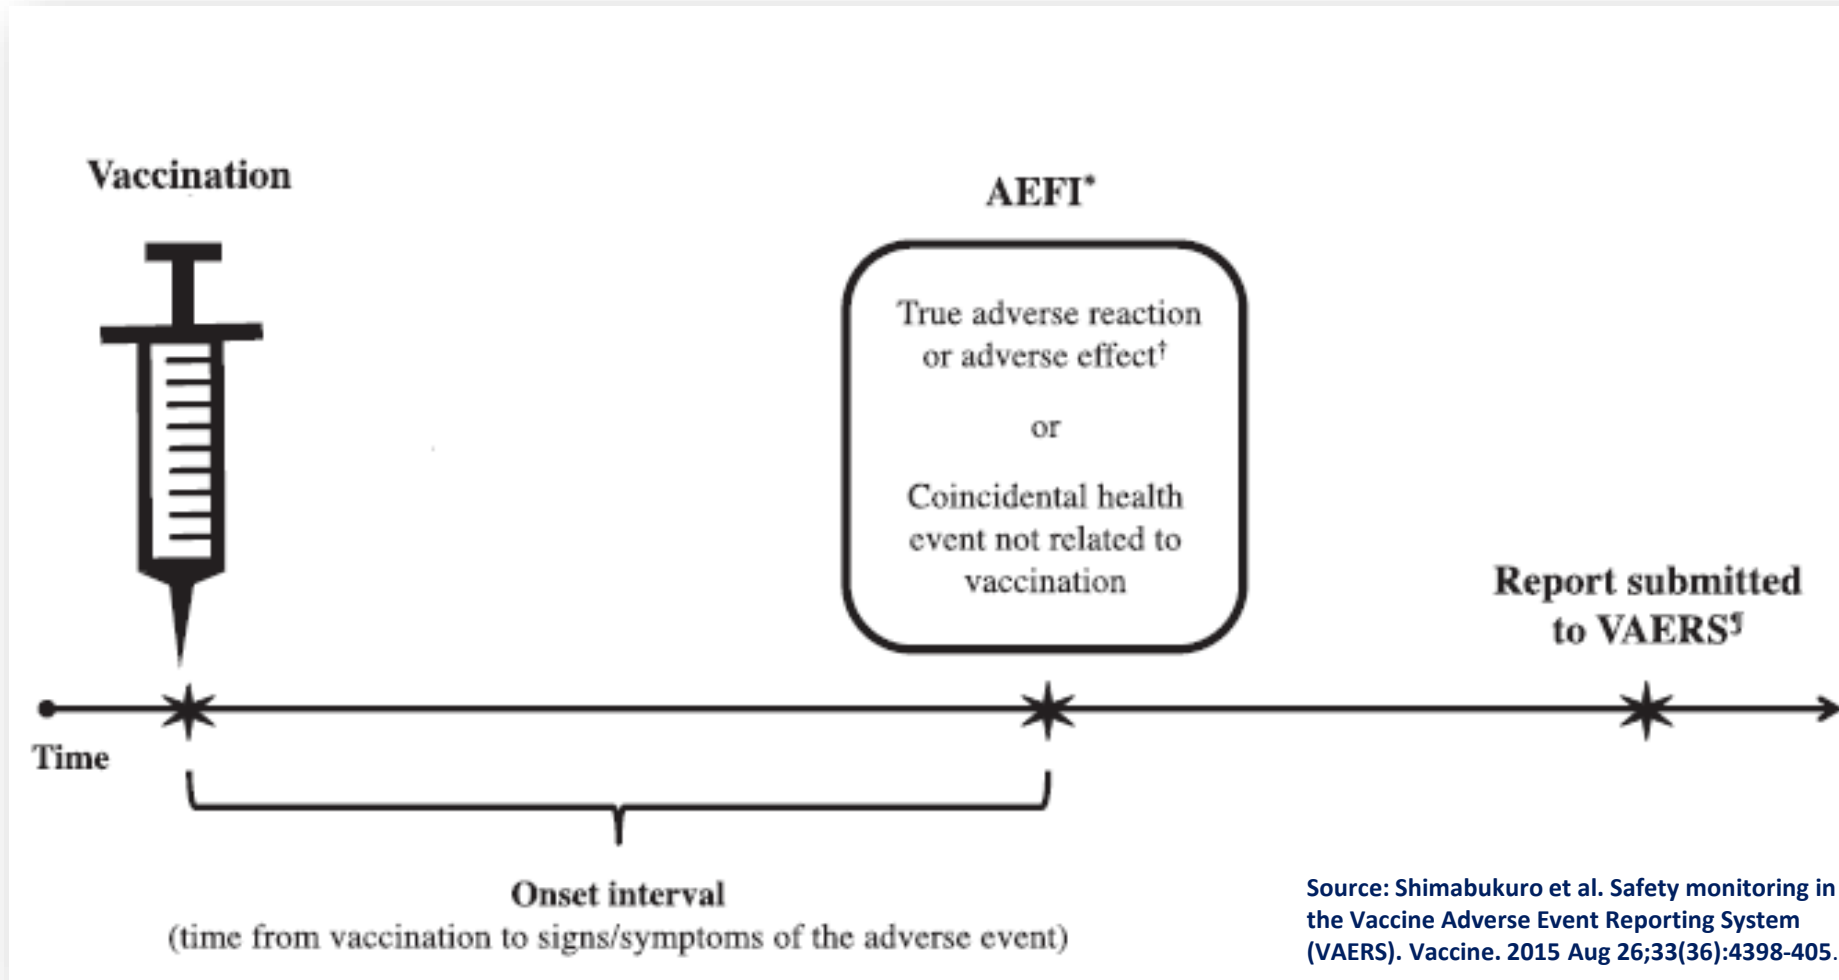 Vaccination
AEFI*
True adverse reaction
or adverse effect†
or
Coincidental health
event not related to
vaccination
Report submitted
to VAERS¶
Time
Onset interval
(time from vaccination to signs/symptoms of the adverse event)
Source: Shimabukuro et al. Safety monitoring in
the Vaccine Adverse Event Reporting System
(VAERS). Vaccine. 2015 Aug 26;33(36):4398-405.